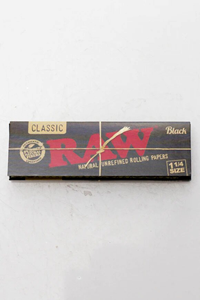 CLASSIC
Black
RAW
NATURAL UNREFINED ROLLING PAPERS
1 1/4
SIZE